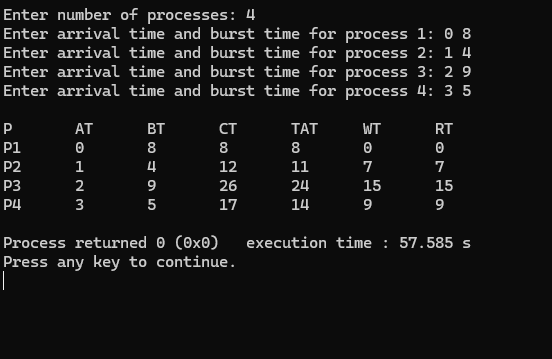 Enter number of processes: 4
Enter arrival time and burst time for process 1: 0 8
Enter arrival time and burst time for process 2: 1 4
Enter arrival time and burst time for process 3: 2 9
Enter arrival time and burst time for process 4: 3 5
P AT BT CT TAT WT RT
P1 0 8 8 8 0 0
P2 1 4 12 11 7 7
P3 2 9 26 24 15 15
P4 3 5 17 14 9 9
Process returned 0 (0x0) execution time : 57.585 s
Press any key to continue.